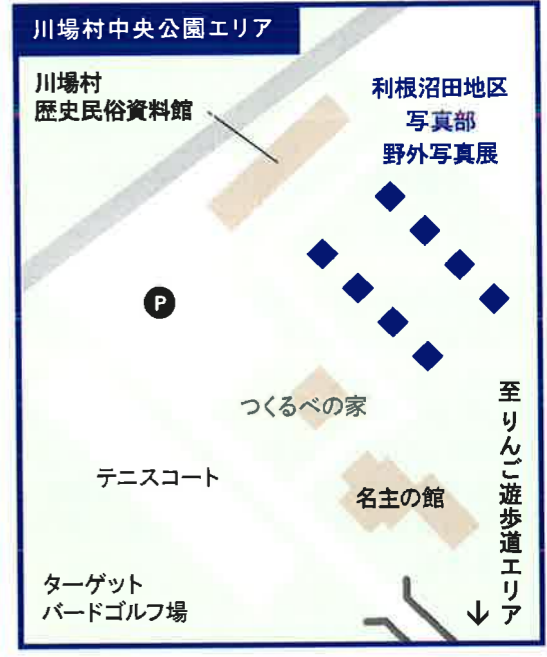 川場村中央公園エリア
川場村
歴史民俗資料館
利根沼田地区
写真部
野外写真展
P
つくるべの家
テニスコート
名主の館
至 りんご遊歩道エリア
↓
ターゲット
バードゴルフ場